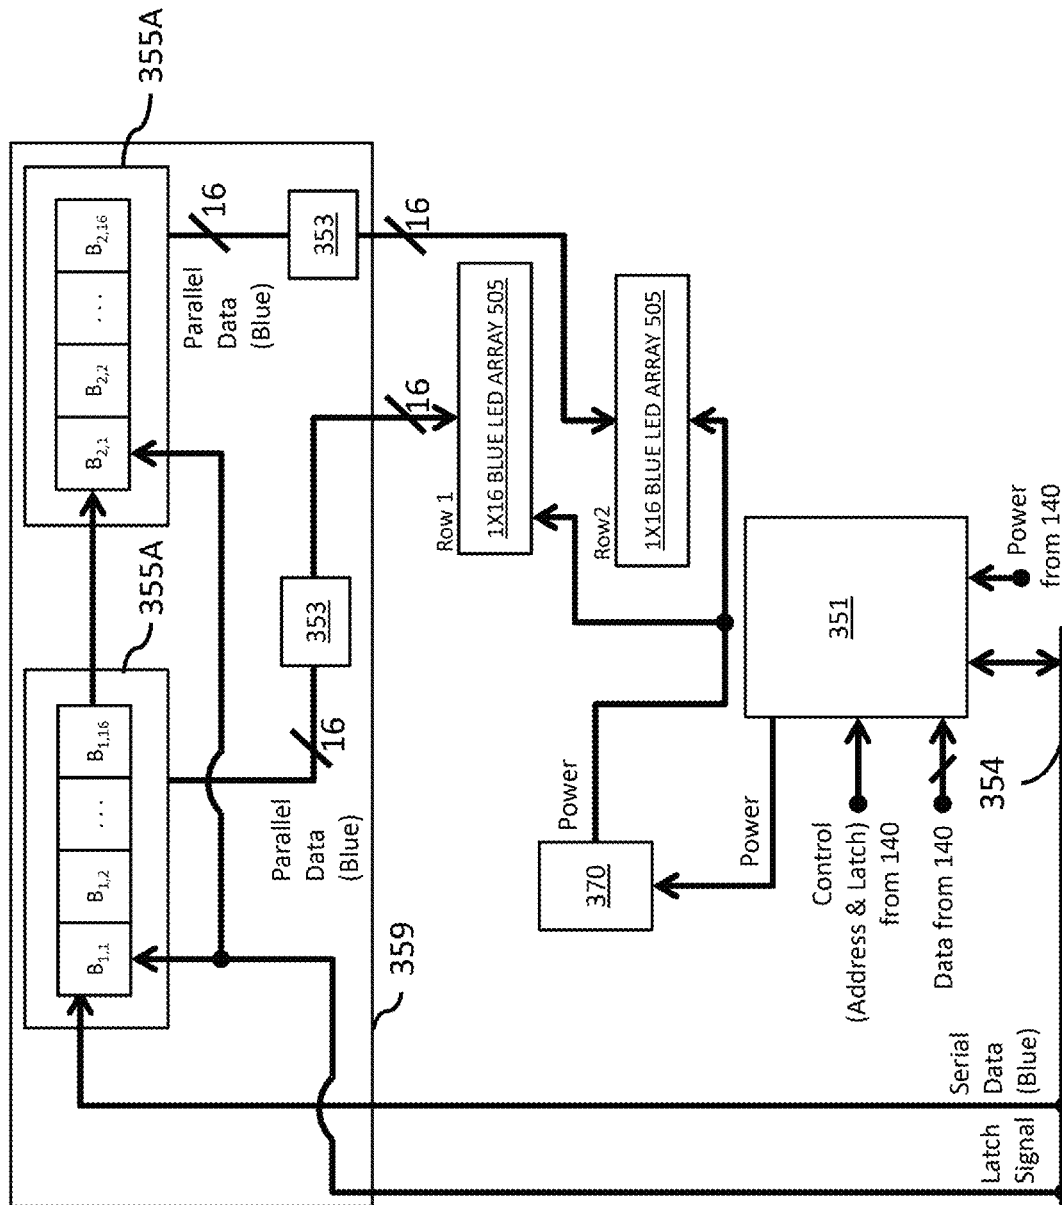 355A
355A
B1,1
B1,2
....
B1,16
B2,1
B2,2
....
B2,16
16
Parallel
Data
(Blue)
353
16
16
Parallel
Data
(Blue)
353
16
359
Row 1
1X16 BLUE LED ARRAY 505
Row2
1X16 BLUE LED ARRAY 505
Power
370
Power
351
Control
(Address & Latch)
from 140
Data from 140
Power
from 140
354
Serial
Data
(Blue)
Latch
Signal